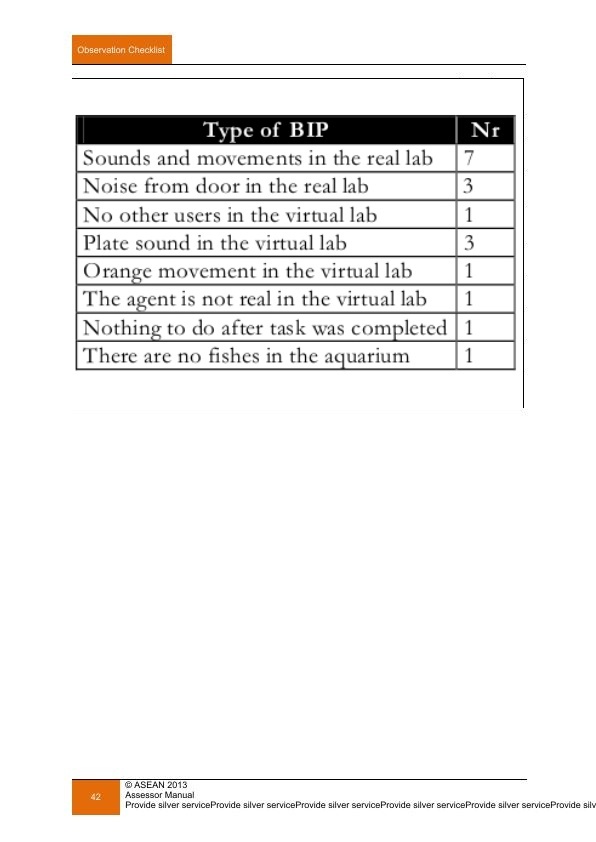 Observation Checklist
Type of BIP Nr
Sounds and movements in the real lab 7
Noise from door in the real lab 3
No other users in the virtual lab 1
Plate sound in the virtual lab 3
Orange movement in the virtual lab 1
The agent is not real in the virtual lab 1
Nothing to do after task was completed 1
There are no fishes in the aquarium 1
42
© ASEAN 2013
Assessor Manual
Provide silver serviceProvide silver serviceProvide silver serviceProvide silver serviceProvide silver serviceProvide silv